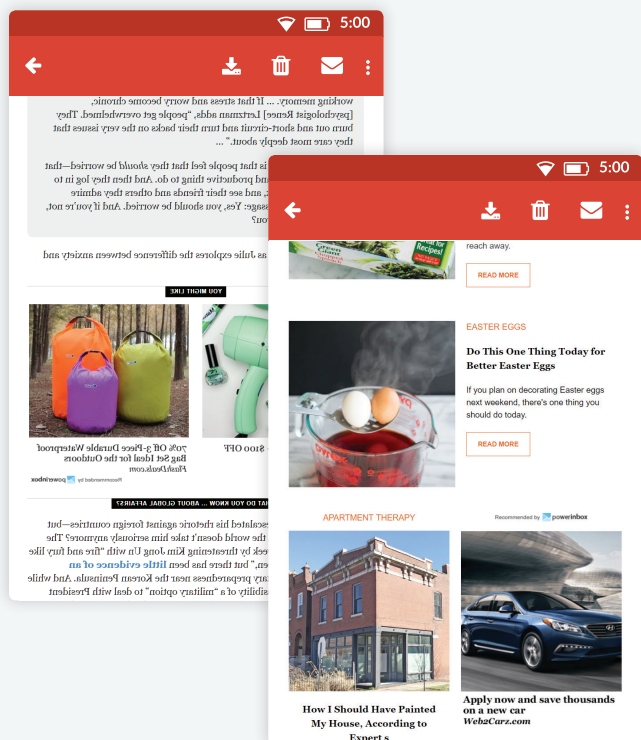 5:00
working memory. ... If that stress and worry become chronic,
[psychologist Renee] Lertzman adds, “people get overwhelmed. They
burn out and short-circuit and turn their backs on the very issues that
they care most deeply about.” ...
is that people feel that they should be worried—that
and productive thing to do. And then they log in to
and see their friends and others they admire
Yes, you should be worried. And if you're not,
you?
as Julie explores the difference between anxiety and
YOU MIGHT LIKE
70% Off 3-Piece Durable Waterproof
Bag Set Ideal for the Outdoors
FlashDeals.com
$100 OFF
Recommended by powerinbox
DO YOU KNOW ... ABOUT GLOBAL AFFAIRS?
escalated his rhetoric against foreign countries—but
the world doesn't take him seriously anymore? The
by threatening Kim Jong Un with “fire and fury like
but there has been little evidence of an
preparedness near the Korean Peninsula. And while
of a “military option” to deal with President
5:00
Green Giant
Great for Recipes!
reach away.
READ MORE
EASTER EGGS
Do This One Thing Today for
Better Easter Eggs
If you plan on decorating Easter eggs
next weekend, there's one thing you
should do today.
READ MORE
APARTMENT THERAPY
Recommended by powerinbox
How I Should Have Painted
My House, According to
Expert s
Apply now and save thousands
on a new car
Web2Carz.com